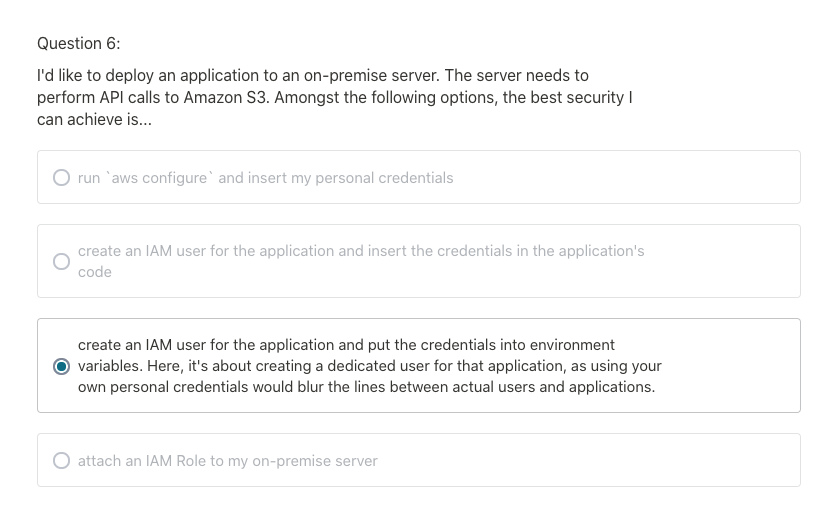 Question 6:
I'd like to deploy an application to an on-premise server. The server needs to
perform API calls to Amazon S3. Amongst the following options, the best security I
can achieve is...
run `aws configure` and insert my personal credentials
create an IAM user for the application and insert the credentials in the application's
code
create an IAM user for the application and put the credentials into environment
variables. Here, it's about creating a dedicated user for that application, as using your
own personal credentials would blur the lines between actual users and applications.
attach an IAM Role to my on-premise server